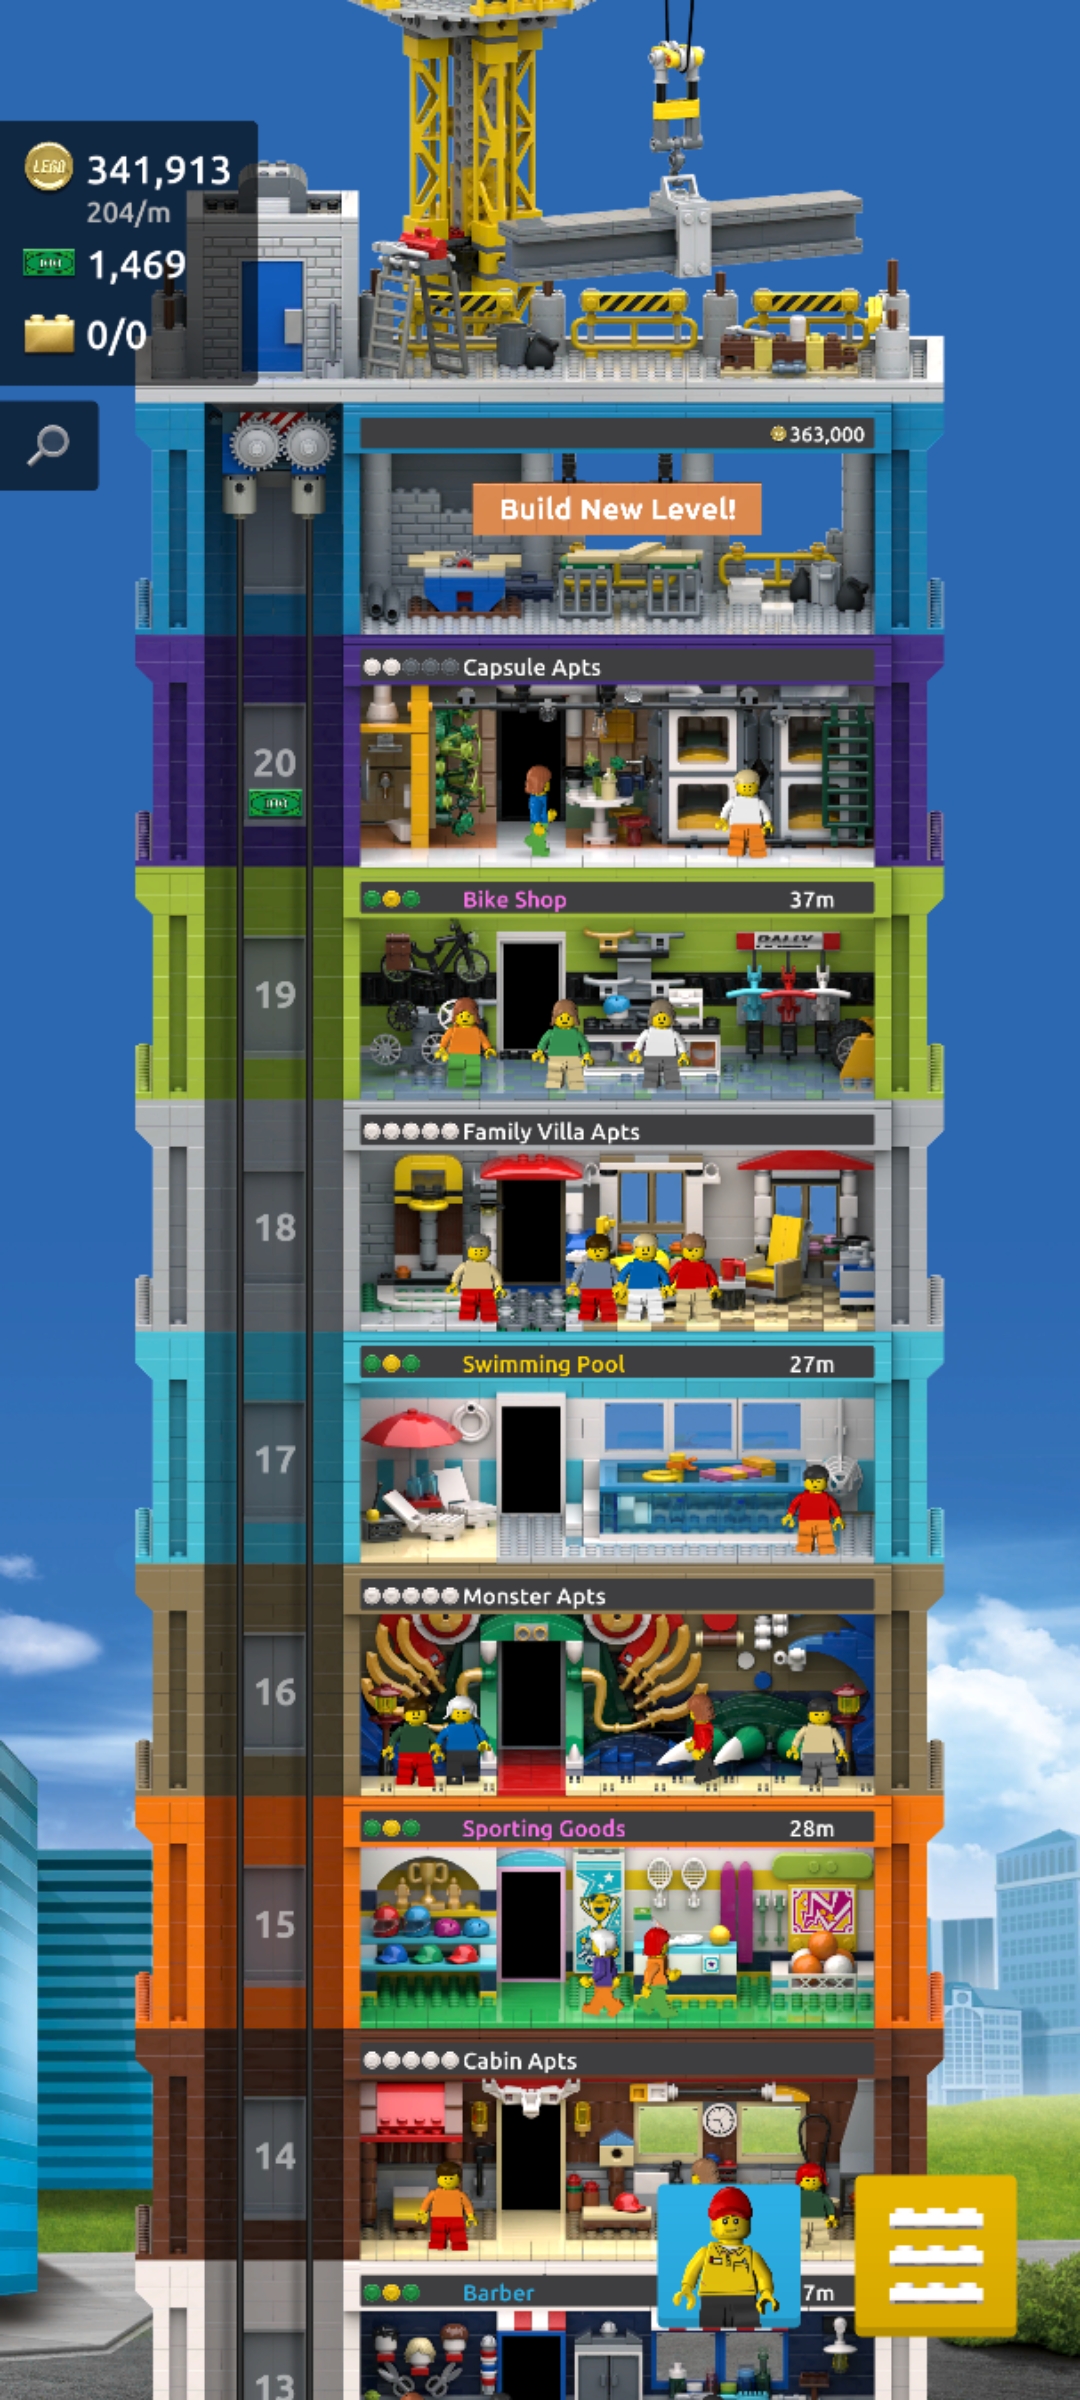 LEGO
341,913
204/m
1,469
0/0
363,000
Build New Level!
Capsule Apts
20
Bike Shop
37m
RALLY
19
Family Villa Apts
18
Swimming Pool
27m
17
Monster Apts
16
Sporting Goods
28m
N
15
Cabin Apts
14
Barber
7m
13